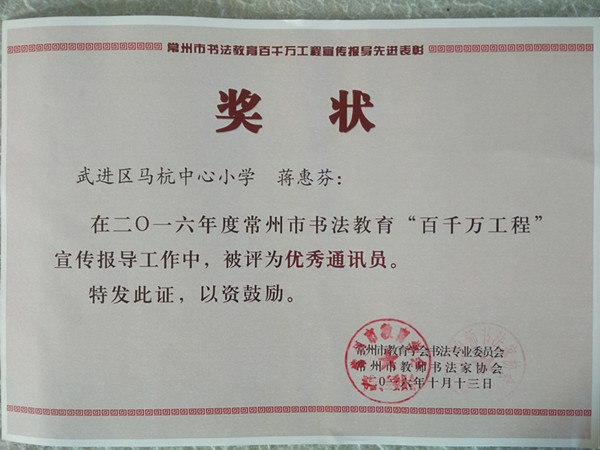 常州市书法教育百千万工程宣传报导先进表彰
奖状
武进区马杭中心小学 蒋惠芬：
在二〇一六年度常州市书法教育“百千万工程”
宣传报导工作中，被评为优秀通讯员。
特发此证，以资鼓励。
常州市教育学会书法专业委员会
常州市教师书法家协会
二〇一六年十月十三日